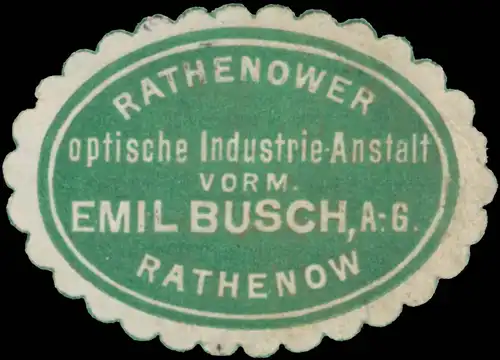 RATHENOWER
optische Industrie-Anstalt
VORM.
EMIL BUSCH, A.-G.
RATHENOW